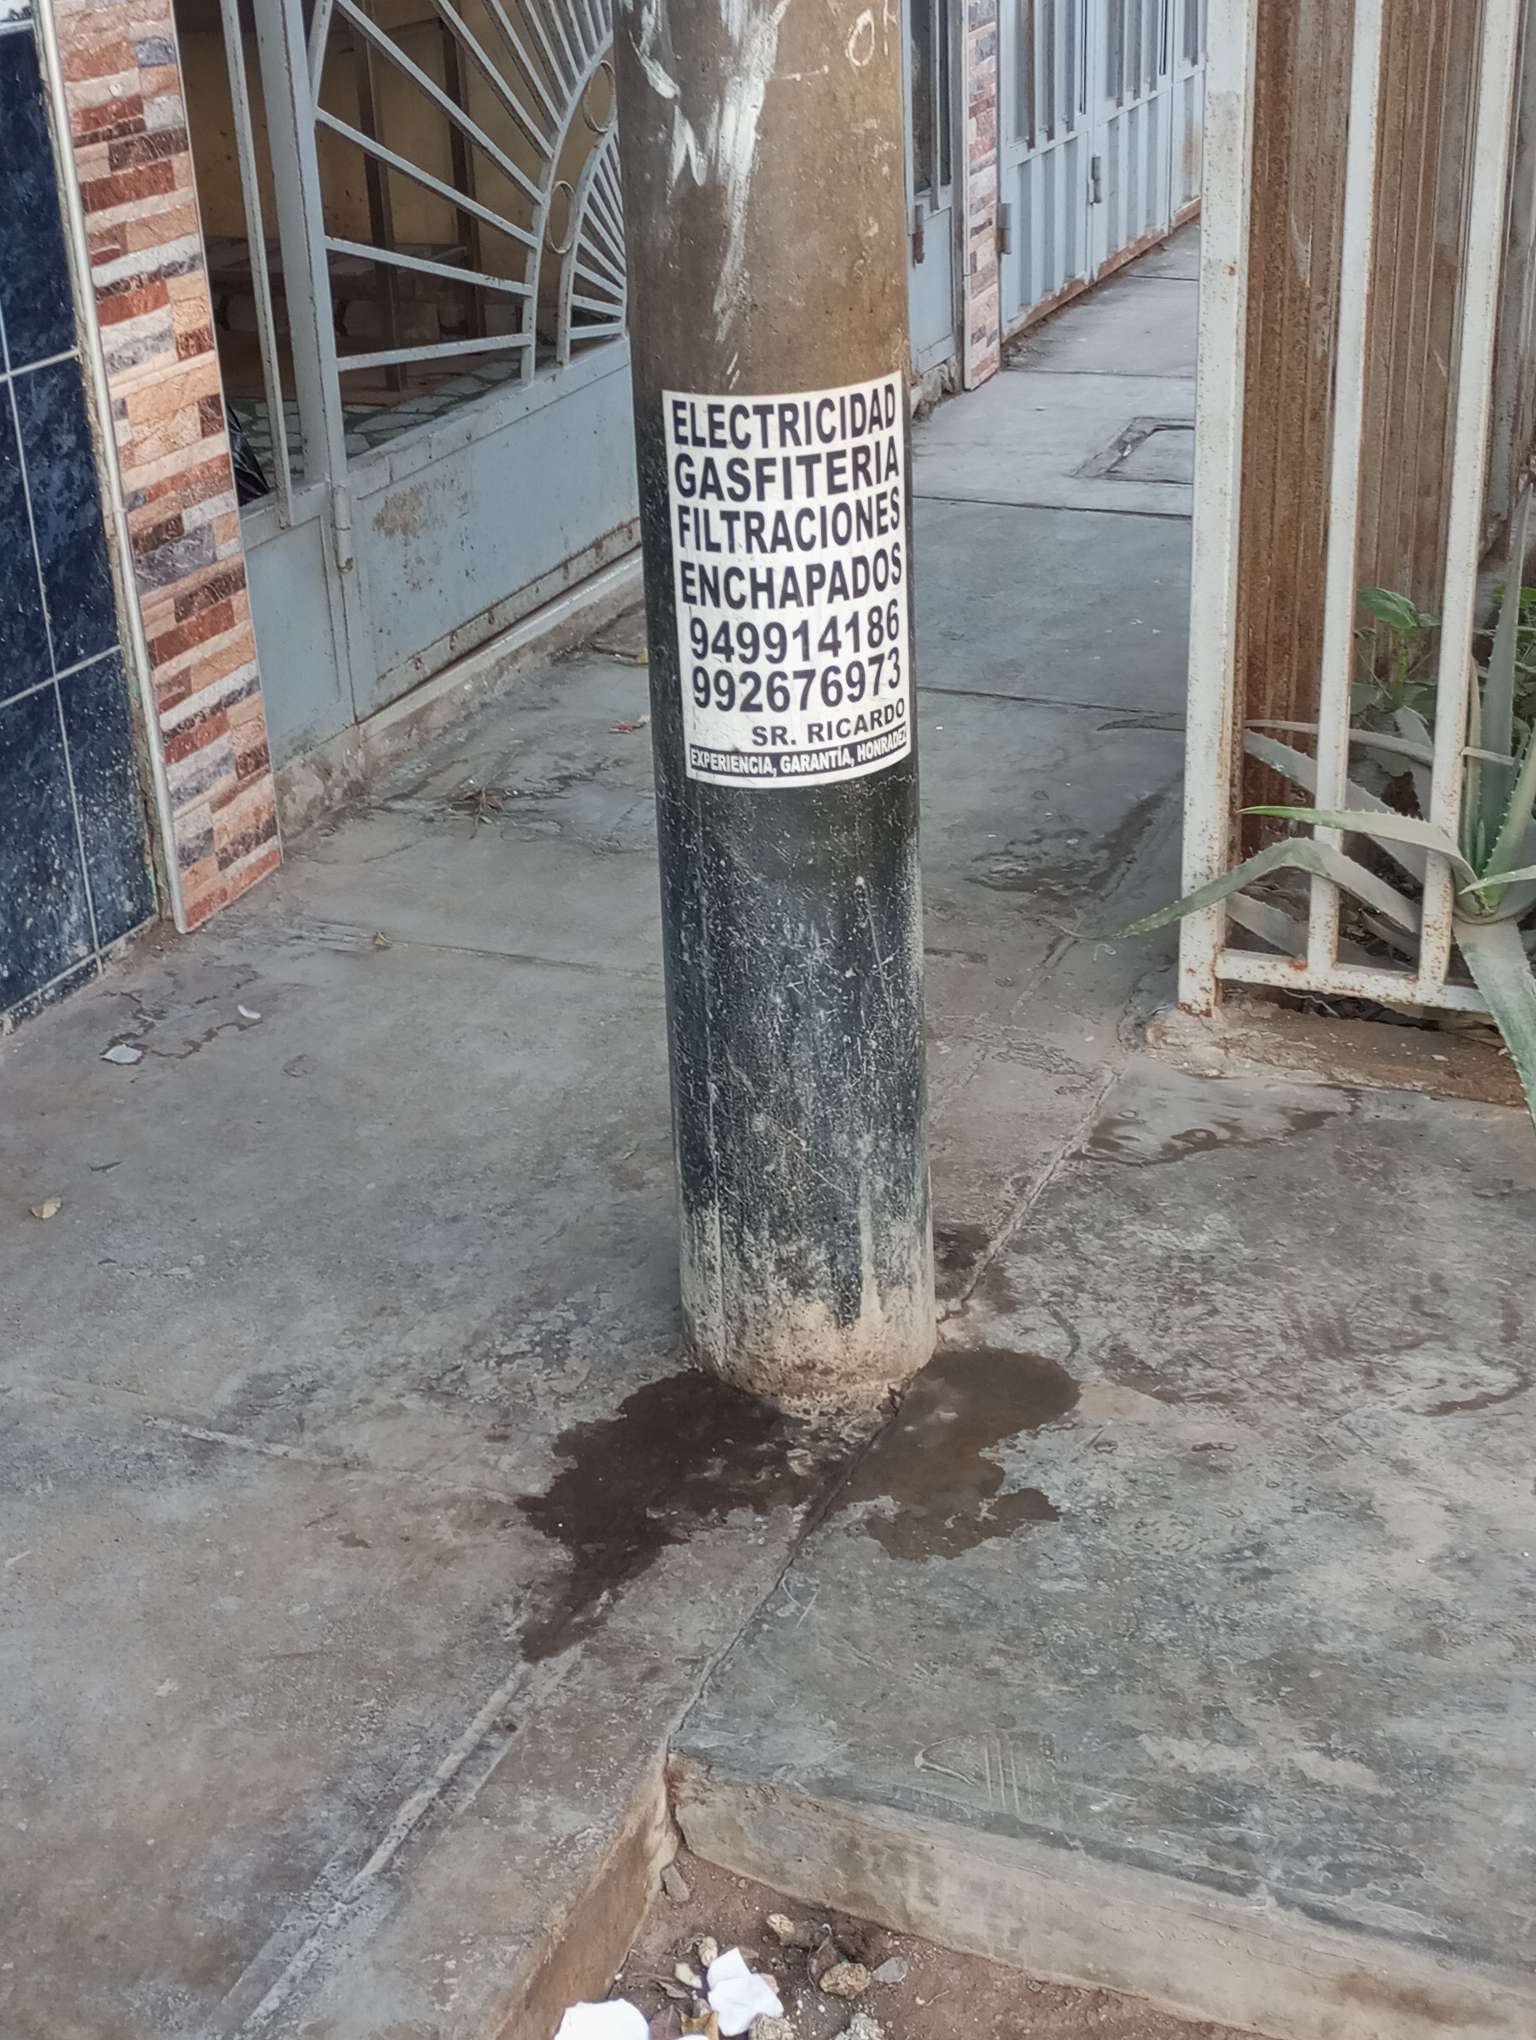 ELECTRICIDAD
GASFITERIA
FILTRACIONES
ENCHAPADOS
949914186
992676973
SR. RICARDO
EXPERIENCIA, GARANTÍA, HONRADEZ